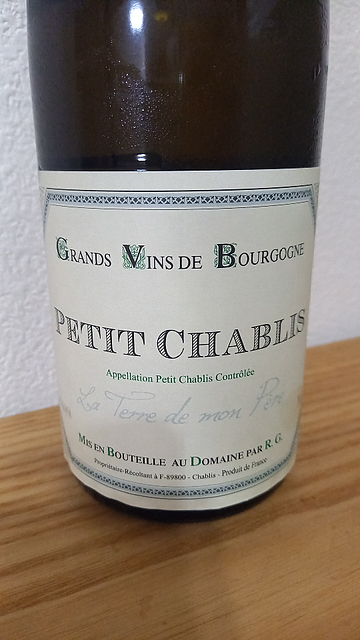 GRANDS VINS DE BOURGOGNE
PETIT CHABLIS
Appellation Petit Chablis Contrôlée
La Terre de mon Père
MIS EN BOUTEILLE AU DOMAINE PAR R. G.
Propriétaire-Récoltant à F-89800 - Chablis - Produit de France